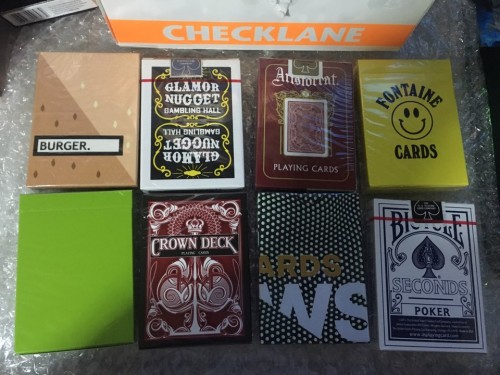 CHECKLANE
BURGER.
GLAMOR
NUGGET
GAMBLING HALL
GAMBLING HALL
NUGGET
GLAMOR
Aristocrat
PLAYING CARDS
FONTAINE
CARDS
CROWN DECK
PLAYING CARDS
ARDS
WS
BICYCLE
SECONDS
POKER